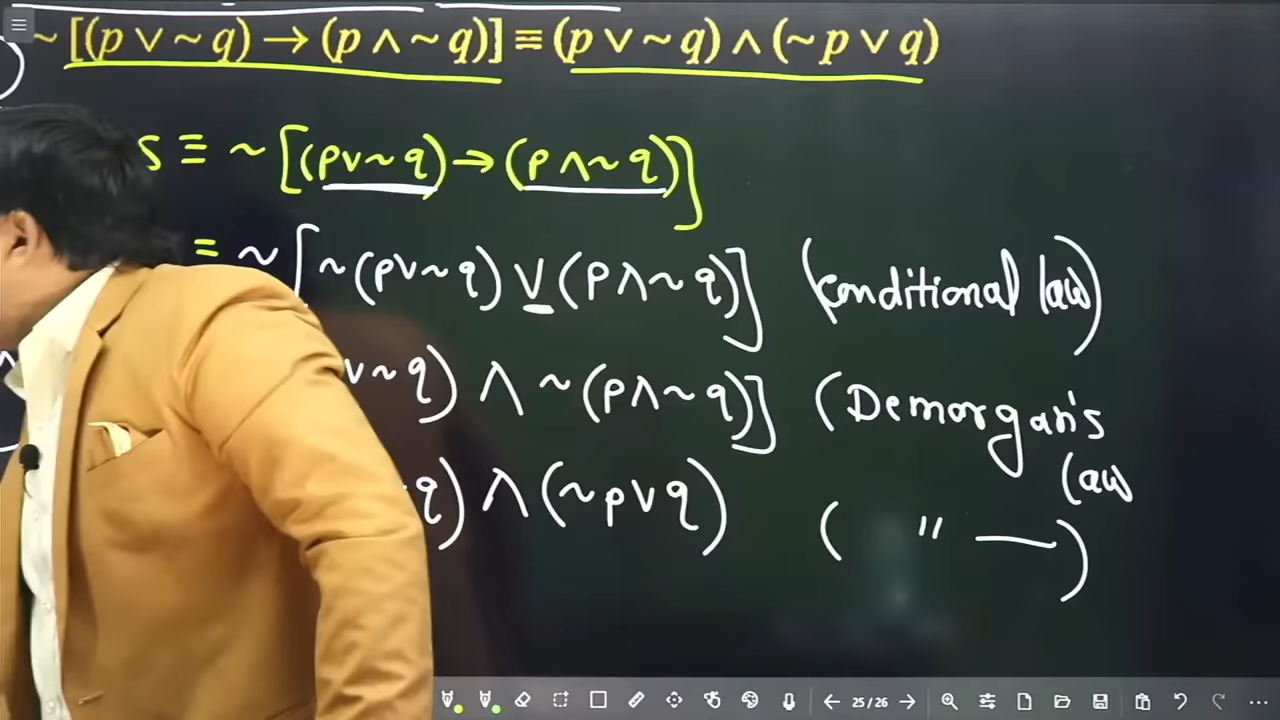 ~ [(p ∨ ~ q) → (p ∧ ~ q)] ≡ (p ∨ ~ q) ∧ (~ p ∨ q)
S ≡ ~ [(p∨~q) → (p∧~q)]
≡ ~ [~(p∨~q) ∨ (p∧~q)] (conditional law)
∨~q) ∧ ~(p∧~q)] (Demorgan's
law
q) ∧ (~p∨q) ( " —)
25/26